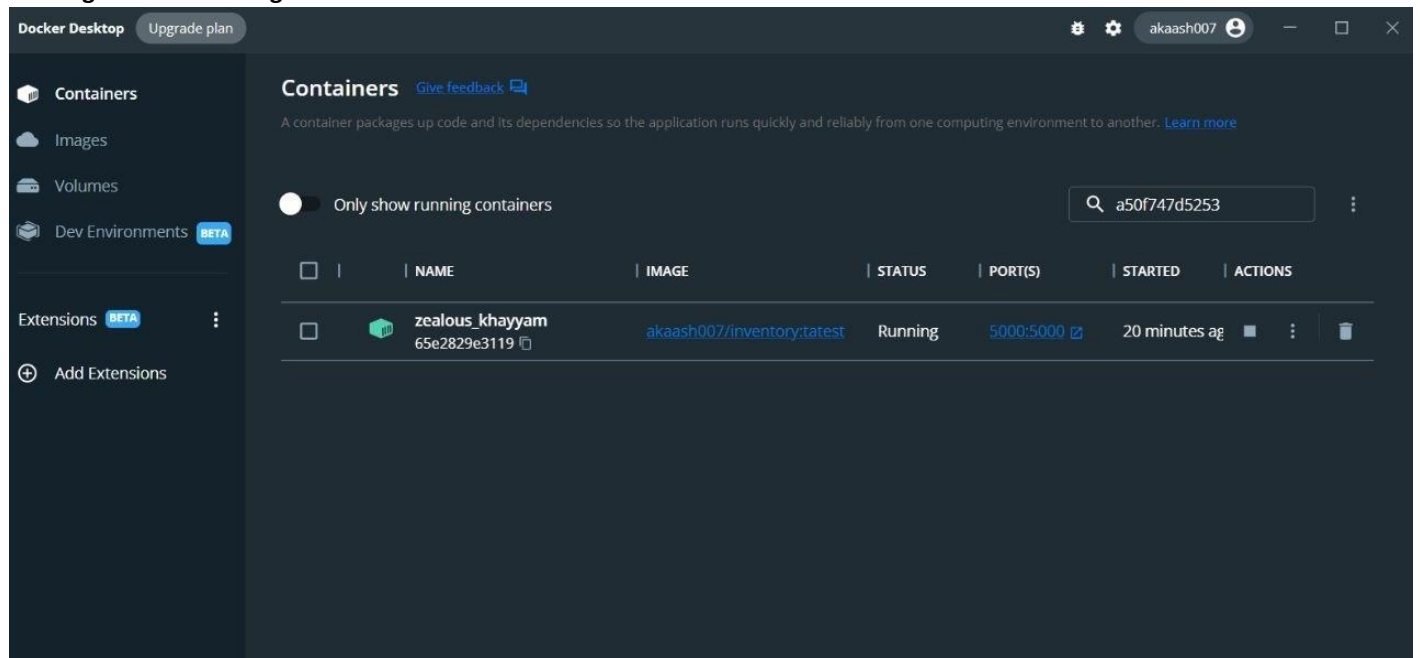 Docker Desktop Upgrade plan akaash007
Containers
Images
Volumes
Dev Environments BETA
Extensions BETA
Add Extensions
Containers Give feedback
A container packages up code and its dependencies so the application runs quickly and reliably from one computing environment to another. Learn more
Only show running containers a50f747d5253
NAME IMAGE STATUS PORT(S) STARTED ACTIONS
zealous_khayyam akaash007/inventory:tatest Running 5000:5000 20 minutes ag
65e2829e3119